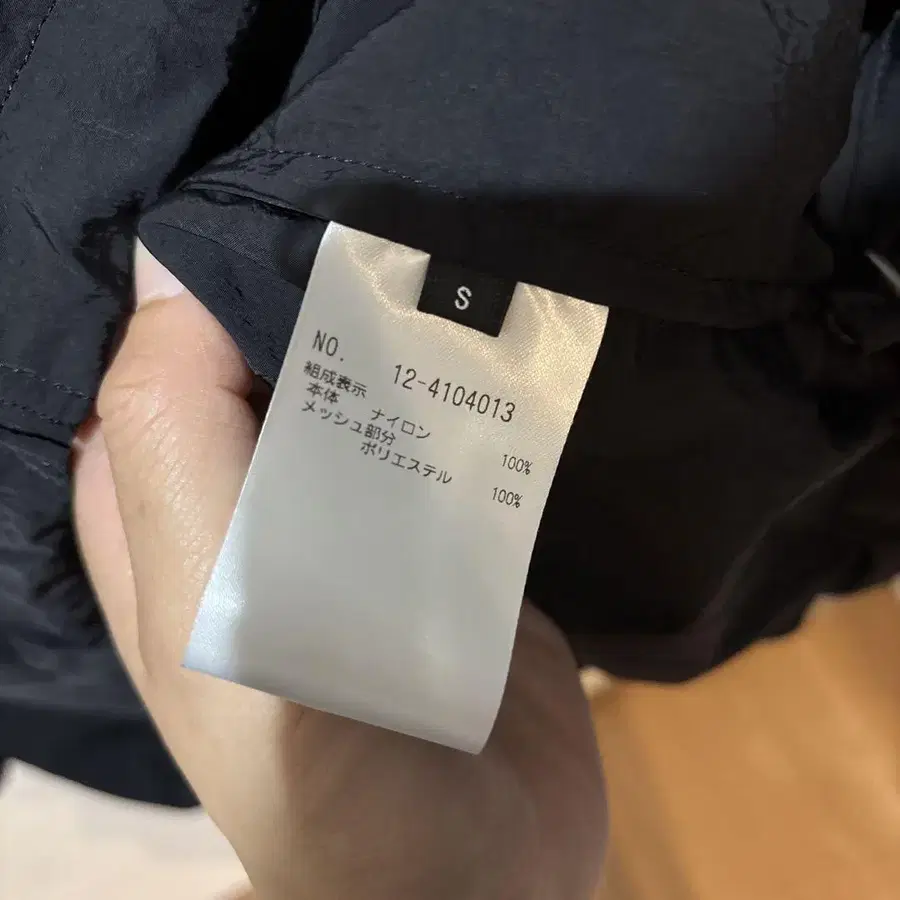 S
NO. 12-4104013
組成表示
本体 ナイロン 100%
メッシュ部分
ポリエステル 100%